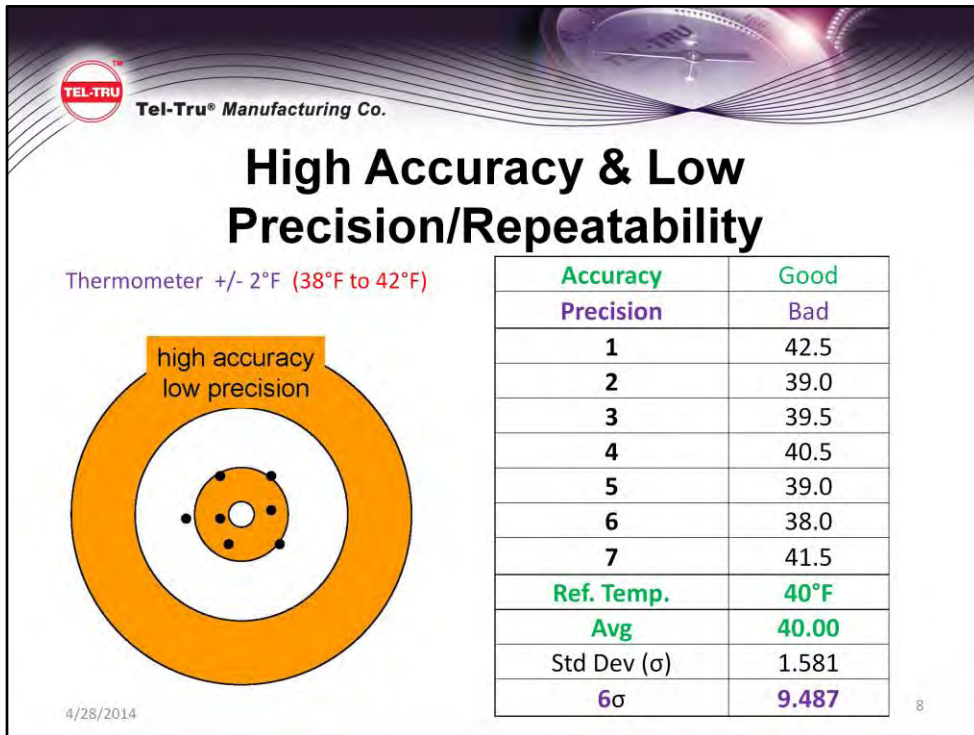 TM
TEL-TRU
Tel-Tru® Manufacturing Co.
High Accuracy & Low
Precision/Repeatability
Thermometer +/- 2°F (38°F to 42°F)
high accuracy
low precision
Accuracy Good
Precision Bad
1 42.5
2 39.0
3 39.5
4 40.5
5 39.0
6 38.0
7 41.5
Ref. Temp. 40°F
Avg 40.00
Std Dev (σ) 1.581
6σ 9.487
4/28/2014
8